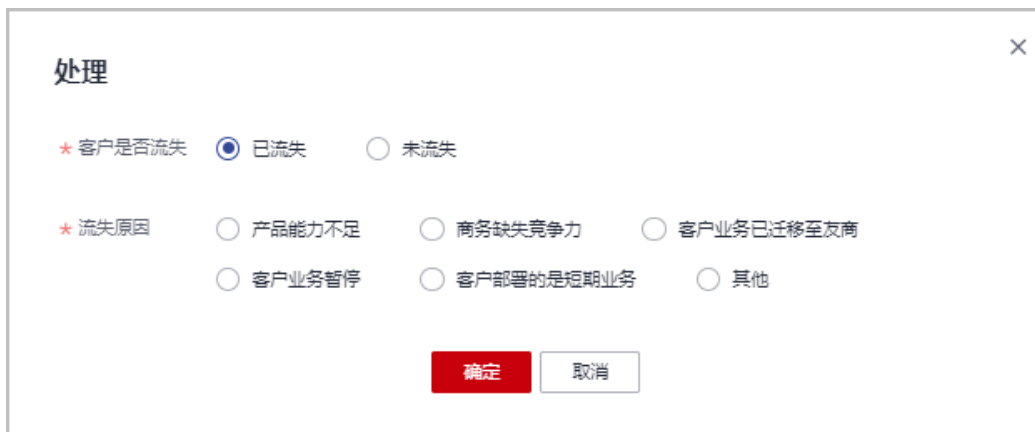 处理
* 客户是否流失 已流失 未流失
* 流失原因 产品能力不足 商务缺失竞争力 客户业务已迁移至友商
客户业务暂停 客户部署的是短期业务 其他
确定 取消